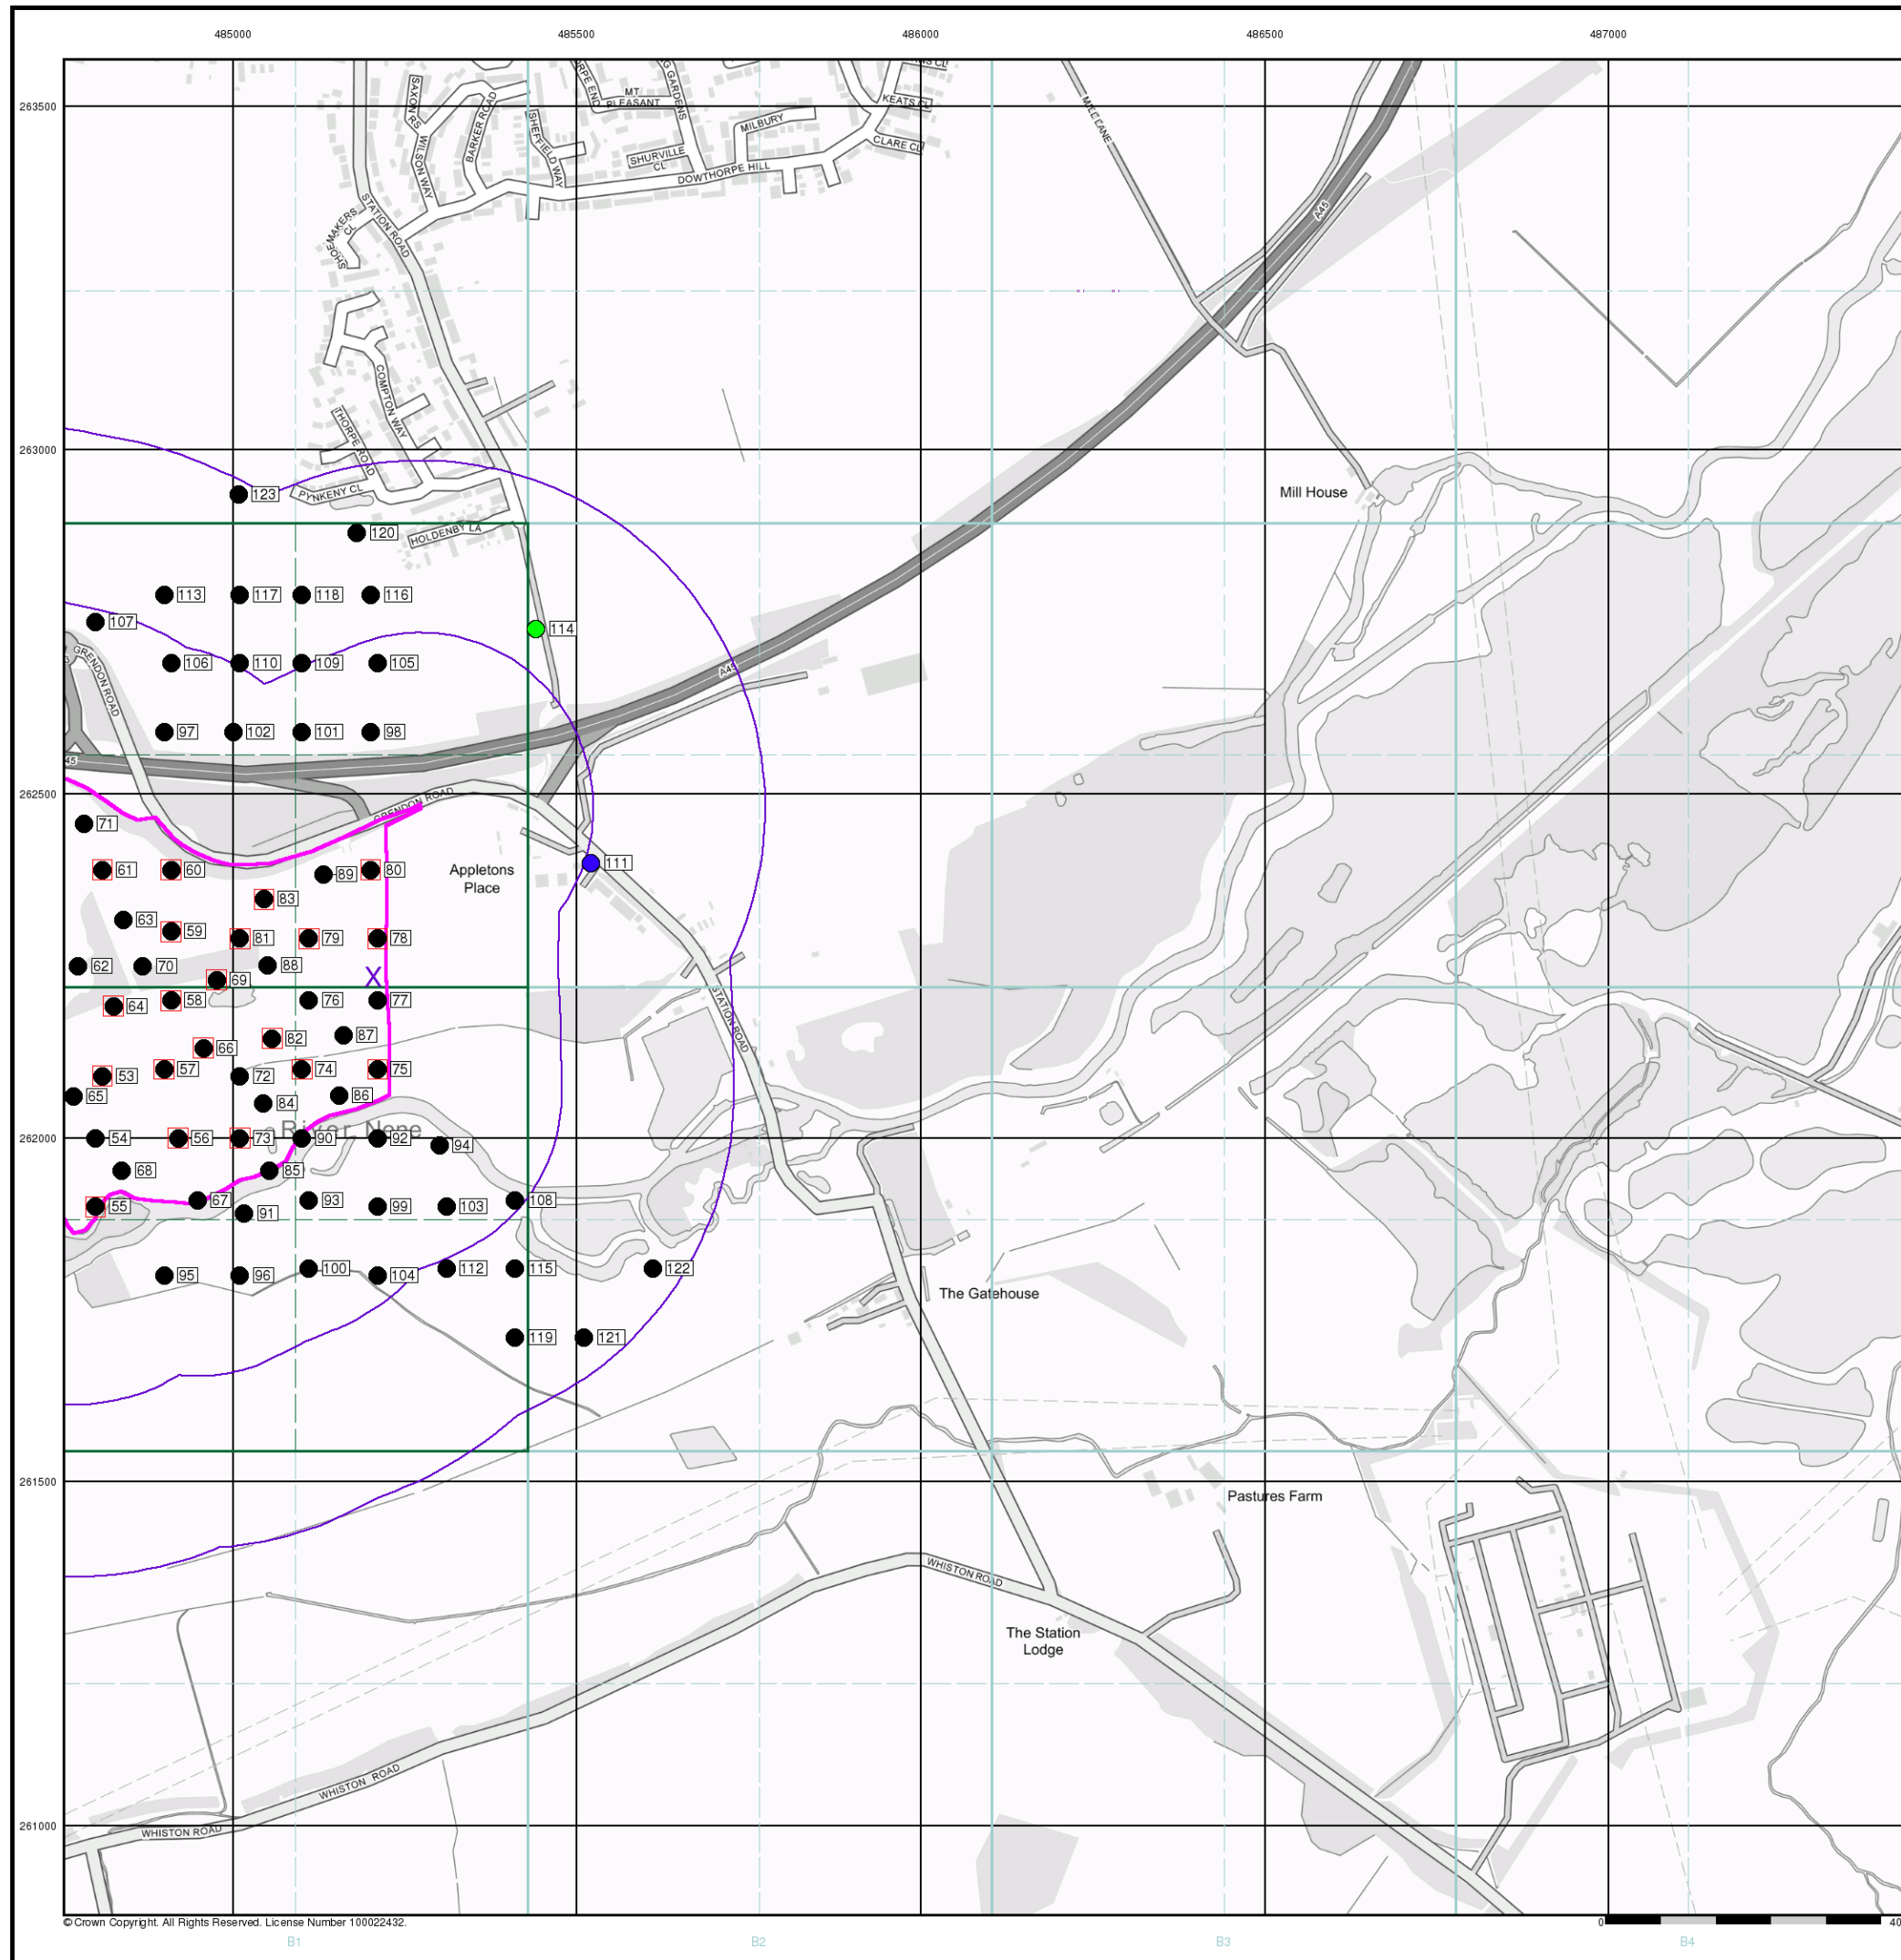 485000 485500 486000 486500 487000
263500
263000
262500
262000
261500
261000
SAXON RS
WILSON WAY
BARKER ROAD
SHEFFIELD WAY
MT
PLEASANT
SHURVILLE
CL
MILBURY
DOWTHORPE HILL
KEATS CL
CLARE CL
MILL LANE
A45
STATION ROAD
SHOEMAKERS
CL
COMPTON WAY
THORPE ROAD
PYNKENY CL
HOLDENBY LA
Mill House
123
120
113 117 118 116
107
114
106 110 109 105
GRENDON ROAD
A45
97 102 101 98
45
GRENDON ROAD
71
111
61 60 89 80
Appletons
Place
83
63 59
81 79 78
62 70 88
69 X
64 58 76 77
STATION ROAD
82 87
66
57 74 75
53 72
65 84 86
River Nene
54 56 73 90 92 94
68 85
55 67 93 99 103 108
91
95 96 100 104 112 115 122
The Gatehouse
119 121
Pastures Farm
WHISTON ROAD
The Station
Lodge
WHISTON ROAD
WHISTON ROAD
© Crown Copyright. All Rights Reserved. License Number 100022432.
0 40
B1 B2 B3 B4